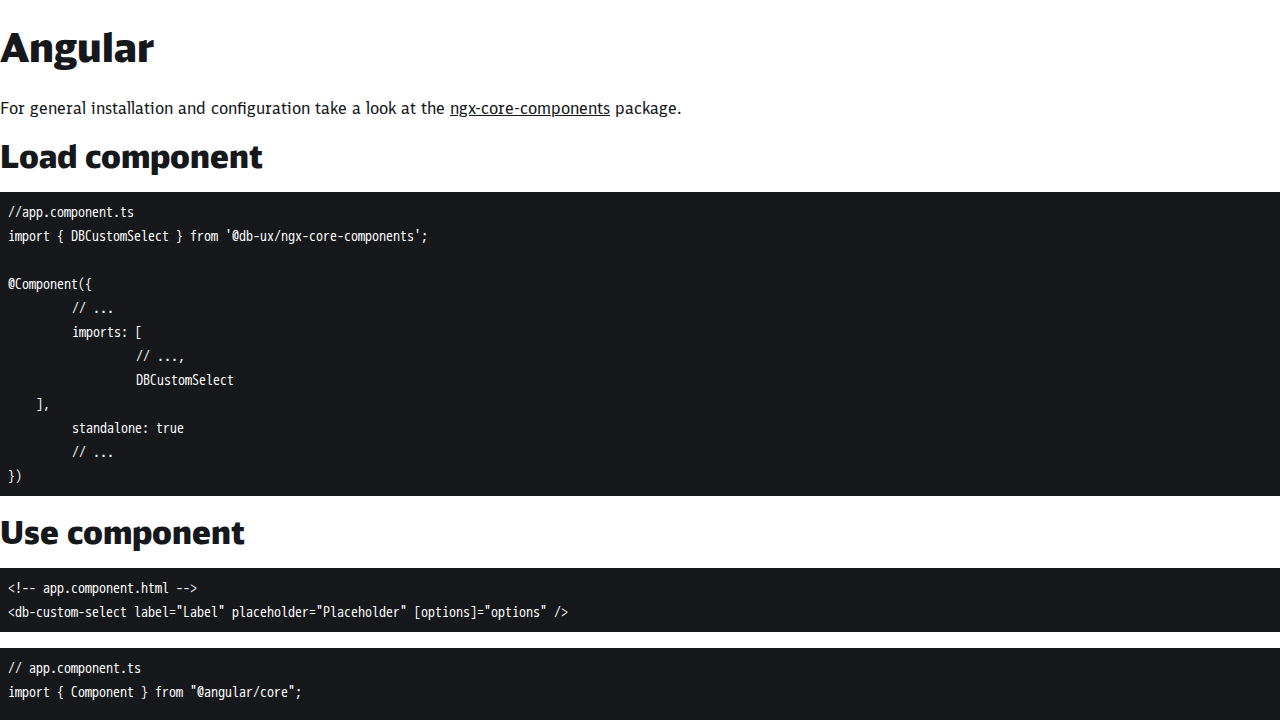 Angular
For general installation and configuration take a look at the ngx-core-components package.
Load component
//app.component.ts
import { DBCustomSelect } from '@db-ux/ngx-core-components';
@Component({
// ...
imports: [
// ...,
DBCustomSelect
],
standalone: true
// ...
})
Use component
<!-- app.component.html -->
<db-custom-select label="Label" placeholder="Placeholder" [options]="options" />
// app.component.ts
import { Component } from "@angular/core";